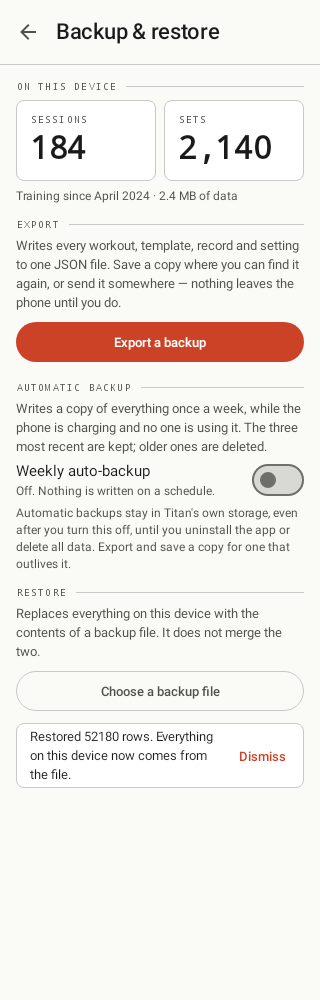 Backup & restore
ON THIS DEVICE
SESSIONS
184
SETS
2,140
Training since April 2024 · 2.4 MB of data
EXPORT
Writes every workout, template, record and setting
to one JSON file. Save a copy where you can find it
again, or send it somewhere — nothing leaves the
phone until you do.
Export a backup
AUTOMATIC BACKUP
Writes a copy of everything once a week, while the
phone is charging and no one is using it. The three
most recent are kept; older ones are deleted.
Weekly auto-backup
Off. Nothing is written on a schedule.
Automatic backups stay in Titan's own storage, even
after you turn this off, until you uninstall the app or
delete all data. Export and save a copy for one that
outlives it.
RESTORE
Replaces everything on this device with the
contents of a backup file. It does not merge the
two.
Choose a backup file
Restored 52180 rows. Everything
on this device now comes from
the file.
Dismiss